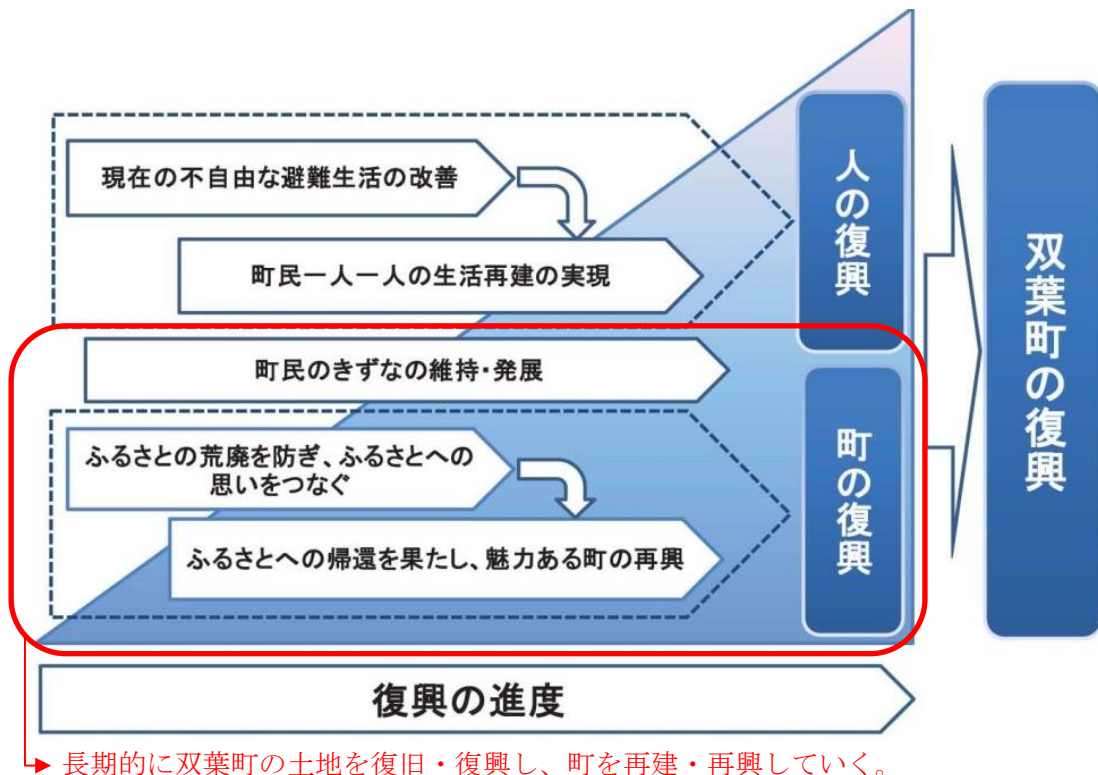 現在の不自由な避難生活の改善
町民一人一人の生活再建の実現
町民のきずなの維持・発展
ふるさとの荒廃を防ぎ、ふるさとへの
思いをつなぐ
ふるさとへの帰還を果たし、魅力ある町の再興
人の復興
町の復興
双葉町の復興
復興の進度
長期的に双葉町の土地を復旧・復興し、町を再建・再興していく。